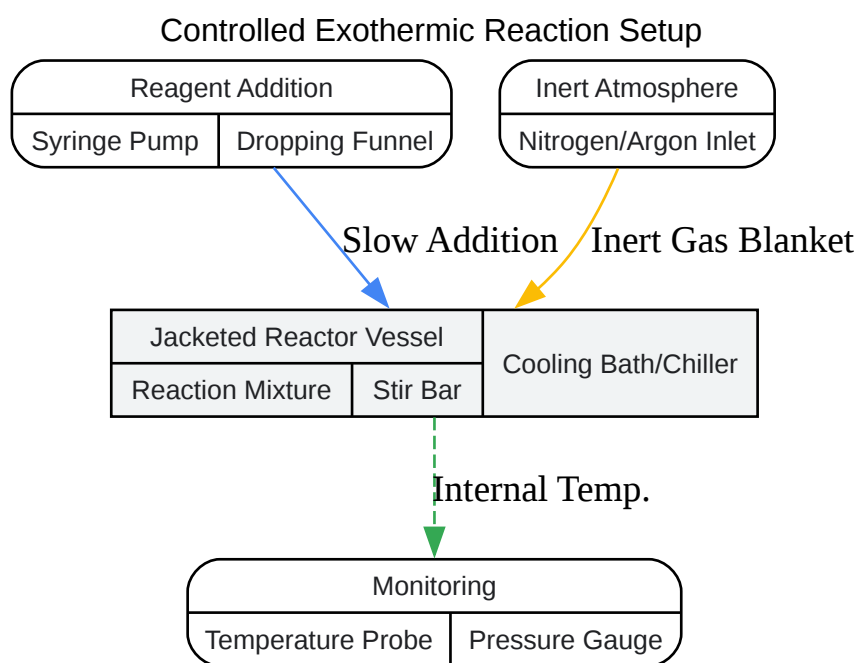 Controlled Exothermic Reaction Setup
Reagent Addition
Syringe Pump
Dropping Funnel
Inert Atmosphere
Nitrogen/Argon Inlet
Slow Addition
Inert Gas Blanket
Jacketed Reactor Vessel
Reaction Mixture
Stir Bar
Cooling Bath/Chiller
Internal Temp.
Monitoring
Temperature Probe
Pressure Gauge